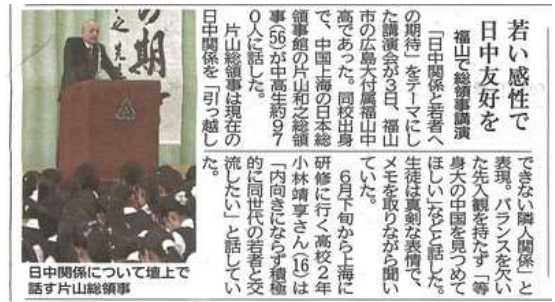 若い感性で
日中友好を
福山で総領事講演
「日中関係と若者へ
の期待」をテーマにし
た講演会が3日、福山
市の広島大付属福山中
高であった。同校出身
で、中国上海の日本総
領事館の片山和之総領
事(56)が中高生約97
0人に話した。
片山総領事は現在の
日中関係を「引っ越し
できない隣人関係」と
表現。バランスを欠い
た先入観を持たず「等
身大の中国を見つめて
ほしい」などと話した。
生徒は真剣な表情で、
メモを取りながら聞い
ていた。
6月下旬から上海に
研修に行く高校2年
小林靖享さん(16)は
「内向きにならず積極
的に同世代の若者と交
流したい」と話してい
た。
の期
之先
日中関係について壇上で
話す片山総領事